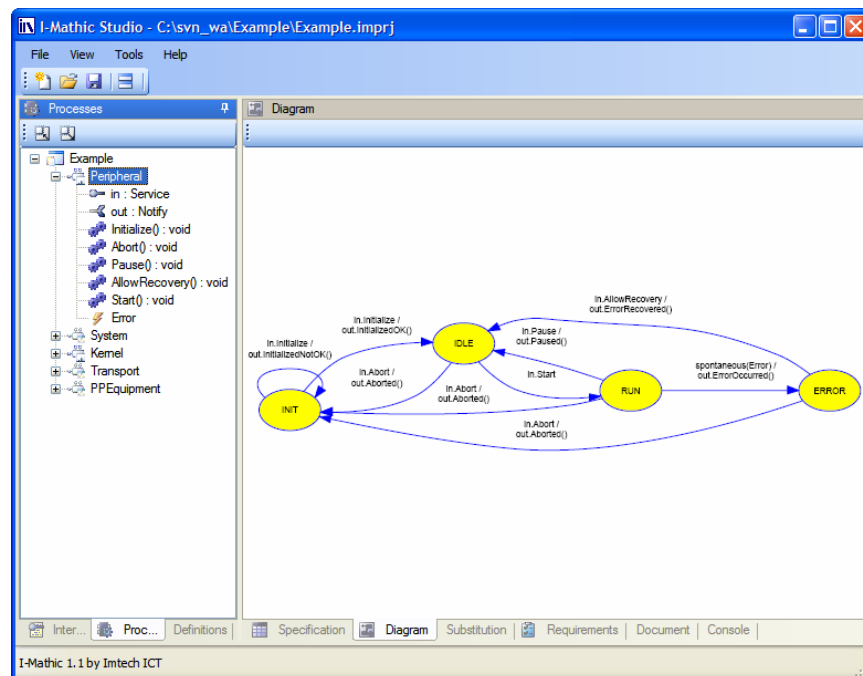 I-Mathic Studio - C:\svn_wa\Example\Example.imprj
File View Tools Help
Processes
Diagram
Example
Peripheral
in : Service
out : Notify
Initialize() : void
Abort() : void
Pause() : void
AllowRecovery() : void
Start() : void
Error
System
Kernel
Transport
PPEquipment
in.AllowRecovery /
out.ErrorRecovered()
in.Initialize /
out.InitializedOK()
in.Pause /
out.Paused()
in.Initialize /
out.InitializedNotOK()
IDLE
in.Abort /
out.Aborted()
in.Start
spontaneous(Error) /
out.ErrorOccurred()
in.Abort /
out.Aborted()
RUN
ERROR
INIT
in.Abort /
out.Aborted()
Inter... Proc... Definitions
Specification Diagram Substitution Requirements Document Console
I-Mathic 1.1 by Imtech ICT